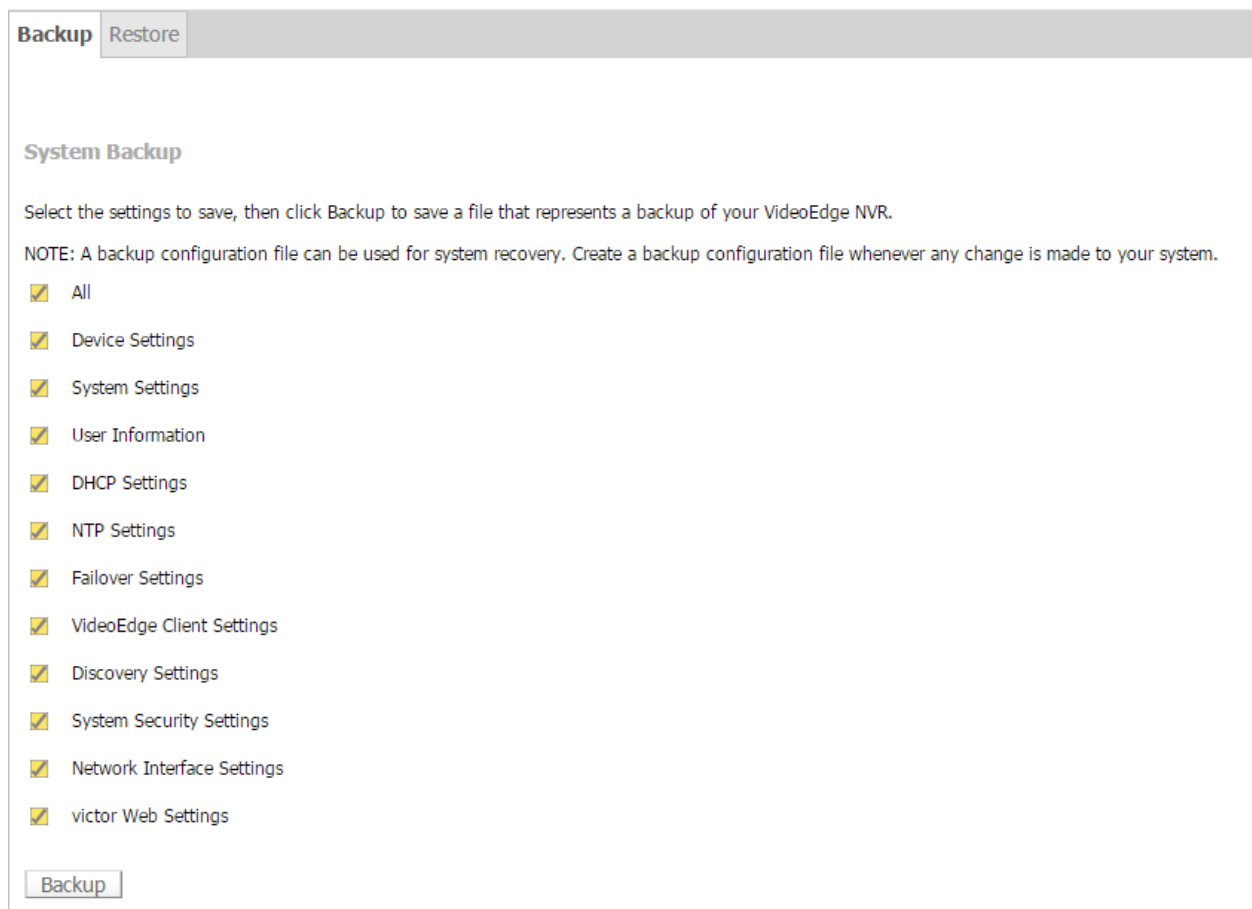 Backup Restore
System Backup
Select the settings to save, then click Backup to save a file that represents a backup of your VideoEdge NVR.
NOTE: A backup configuration file can be used for system recovery. Create a backup configuration file whenever any change is made to your system.
All
Device Settings
System Settings
User Information
DHCP Settings
NTP Settings
Failover Settings
VideoEdge Client Settings
Discovery Settings
System Security Settings
Network Interface Settings
victor Web Settings
Backup